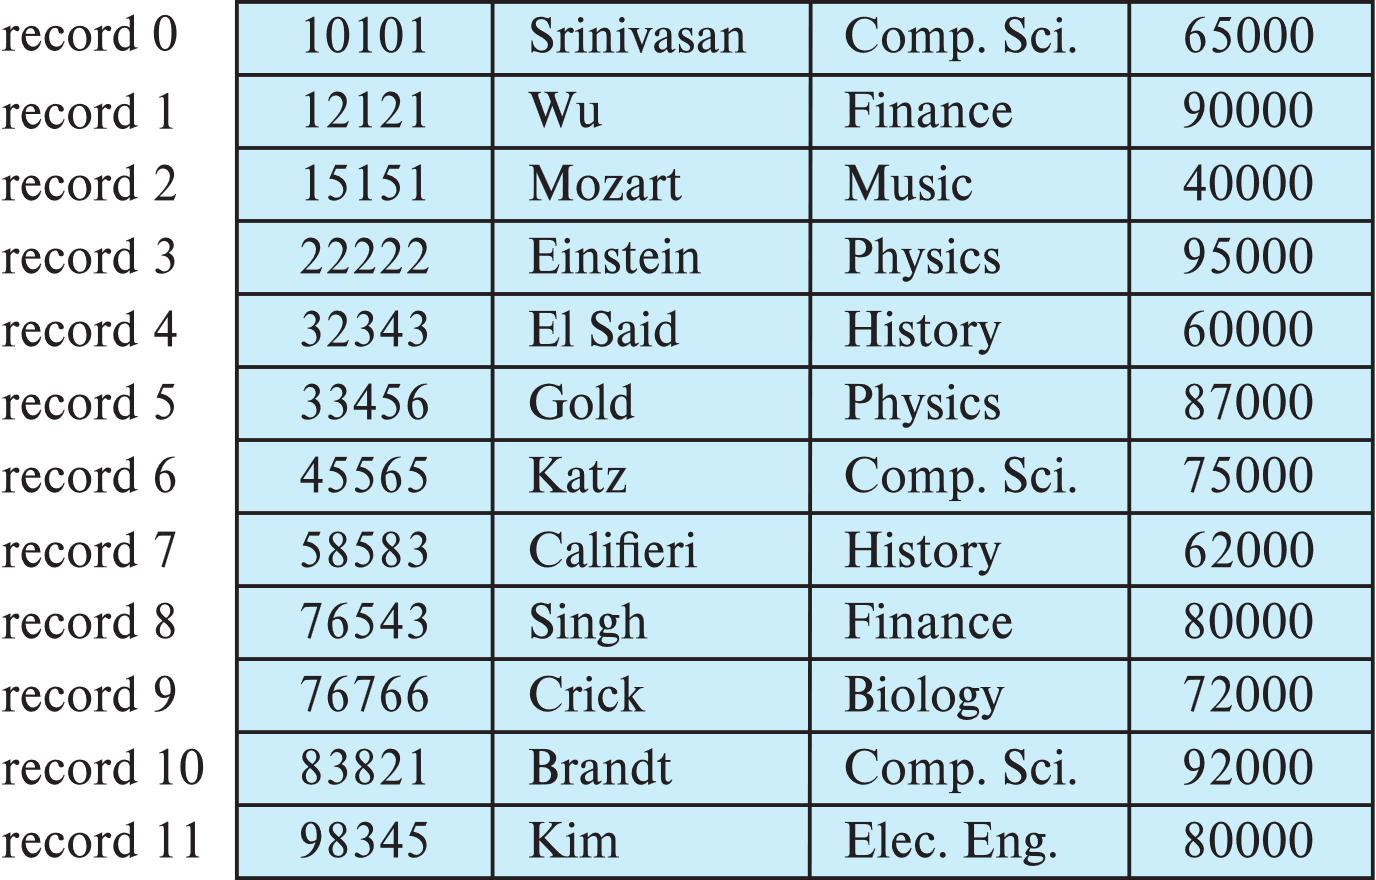 record 0 10101 Srinivasan Comp. Sci. 65000
record 1 12121 Wu Finance 90000
record 2 15151 Mozart Music 40000
record 3 22222 Einstein Physics 95000
record 4 32343 El Said History 60000
record 5 33456 Gold Physics 87000
record 6 45565 Katz Comp. Sci. 75000
record 7 58583 Califieri History 62000
record 8 76543 Singh Finance 80000
record 9 76766 Crick Biology 72000
record 10 83821 Brandt Comp. Sci. 92000
record 11 98345 Kim Elec. Eng. 80000